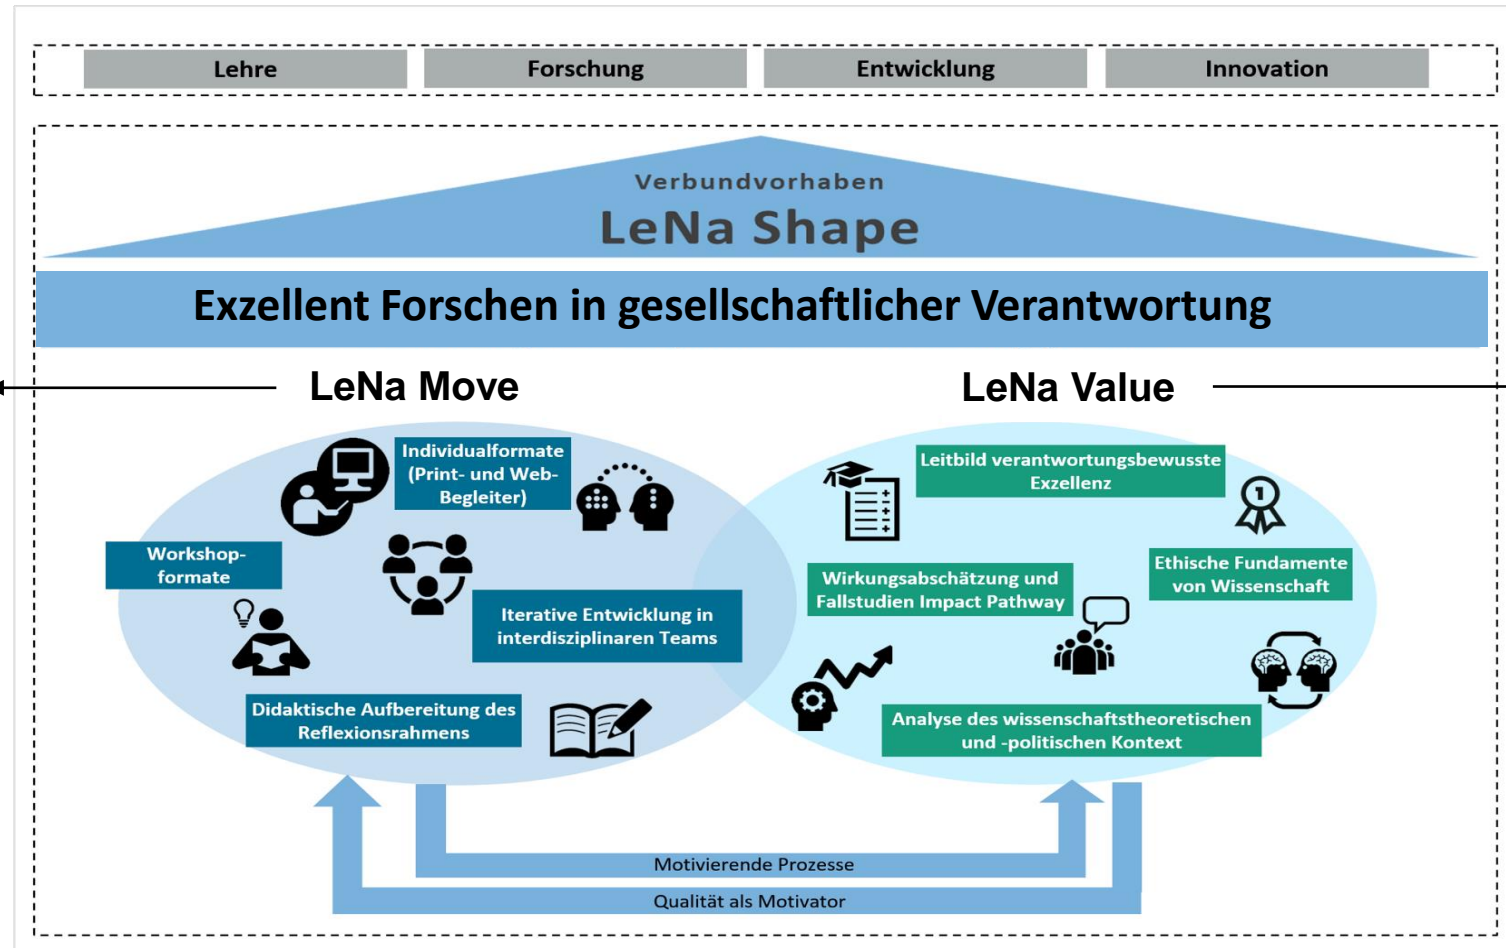 Lehre
Forschung
Entwicklung
Innovation
Verbundvorhaben
LeNa Shape
Exzellent Forschen in gesellschaftlicher Verantwortung
LeNa Move
LeNa Value
Individualformate
(Print- und Web-
Begleiter)
Workshop-
formate
Iterative Entwicklung in
interdisziplinaren Teams
Didaktische Aufbereitung des
Reflexionsrahmens
Leitbild verantwortungsbewusste
Exzellenz
1
Ethische Fundamente
von Wissenschaft
Wirkungsabschätzung und
Fallstudien Impact Pathway
Analyse des wissenschaftstheoretischen
und -politischen Kontext
Motivierende Prozesse
Qualität als Motivator